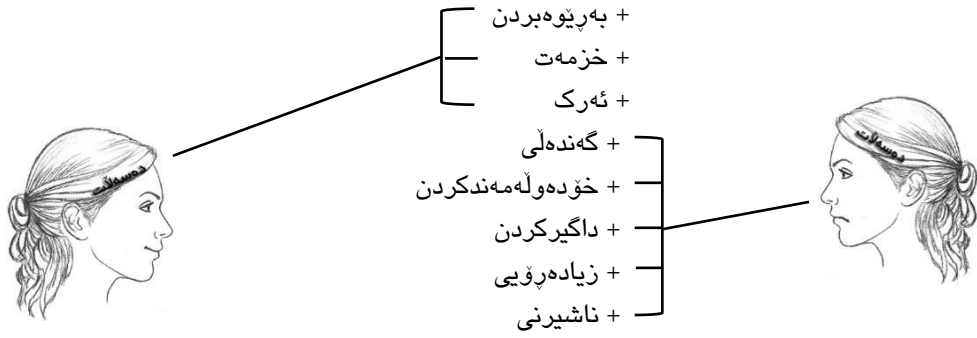 + بەڕێوەبردن
+ خزمەت
+ ئەرک
+ گەندەڵی
+ خۆدەوڵەمەندکردن
+ داگیرکردن
+ زیادەڕۆیی
+ ناشیرنی
دەسەڵات
دەسەڵات